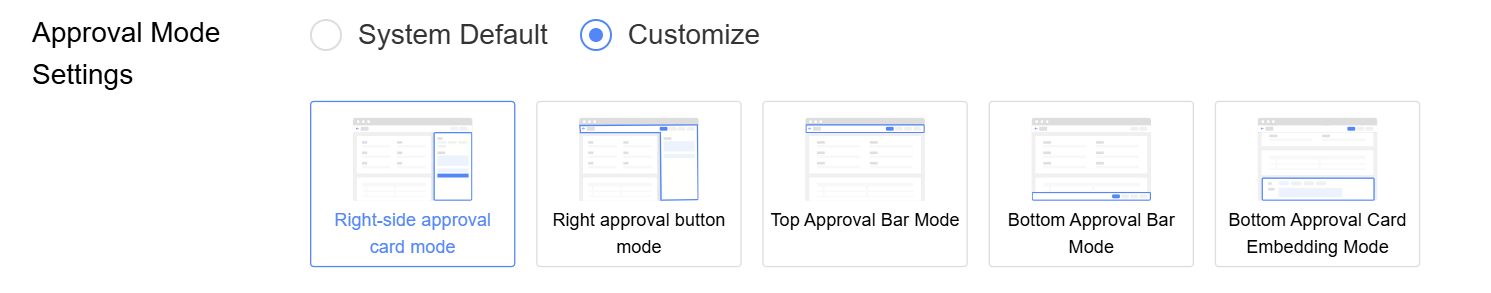 Approval Mode
Settings
System Default
Customize
Right-side approval
card mode
Right approval button
mode
Top Approval Bar Mode
Bottom Approval Bar
Mode
Bottom Approval Card
Embedding Mode